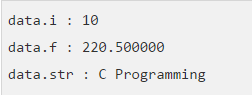 data.i : 10
data.f : 220.500000
data.str : C Programming